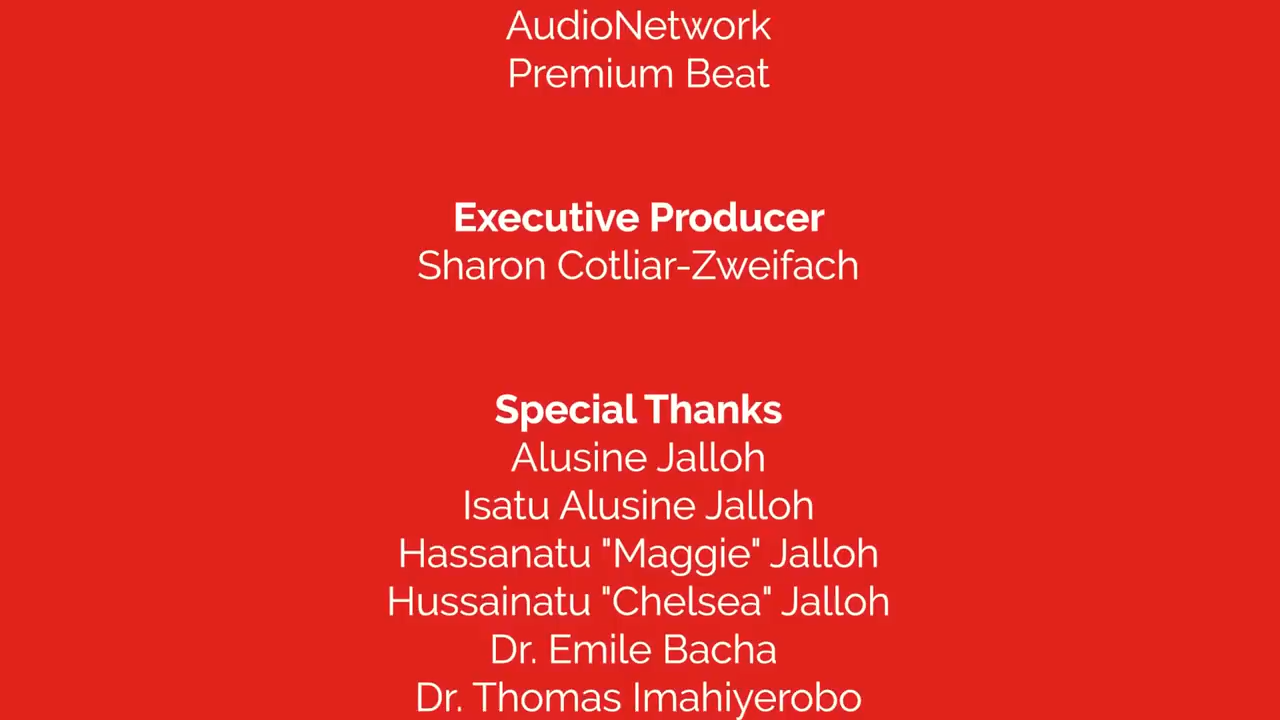 AudioNetwork
Premium Beat
Executive Producer
Sharon Cotliar-Zweifach
Special Thanks
Alusine Jalloh
Isatu Alusine Jalloh
Hassanatu "Maggie" Jalloh
Hussainatu "Chelsea" Jalloh
Dr. Emile Bacha
Dr. Thomas Imahiyerobo